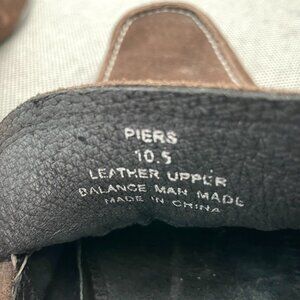 PIERS
10.5
LEATHER UPPER
BALANCE MAN MADE
MADE IN CHINA